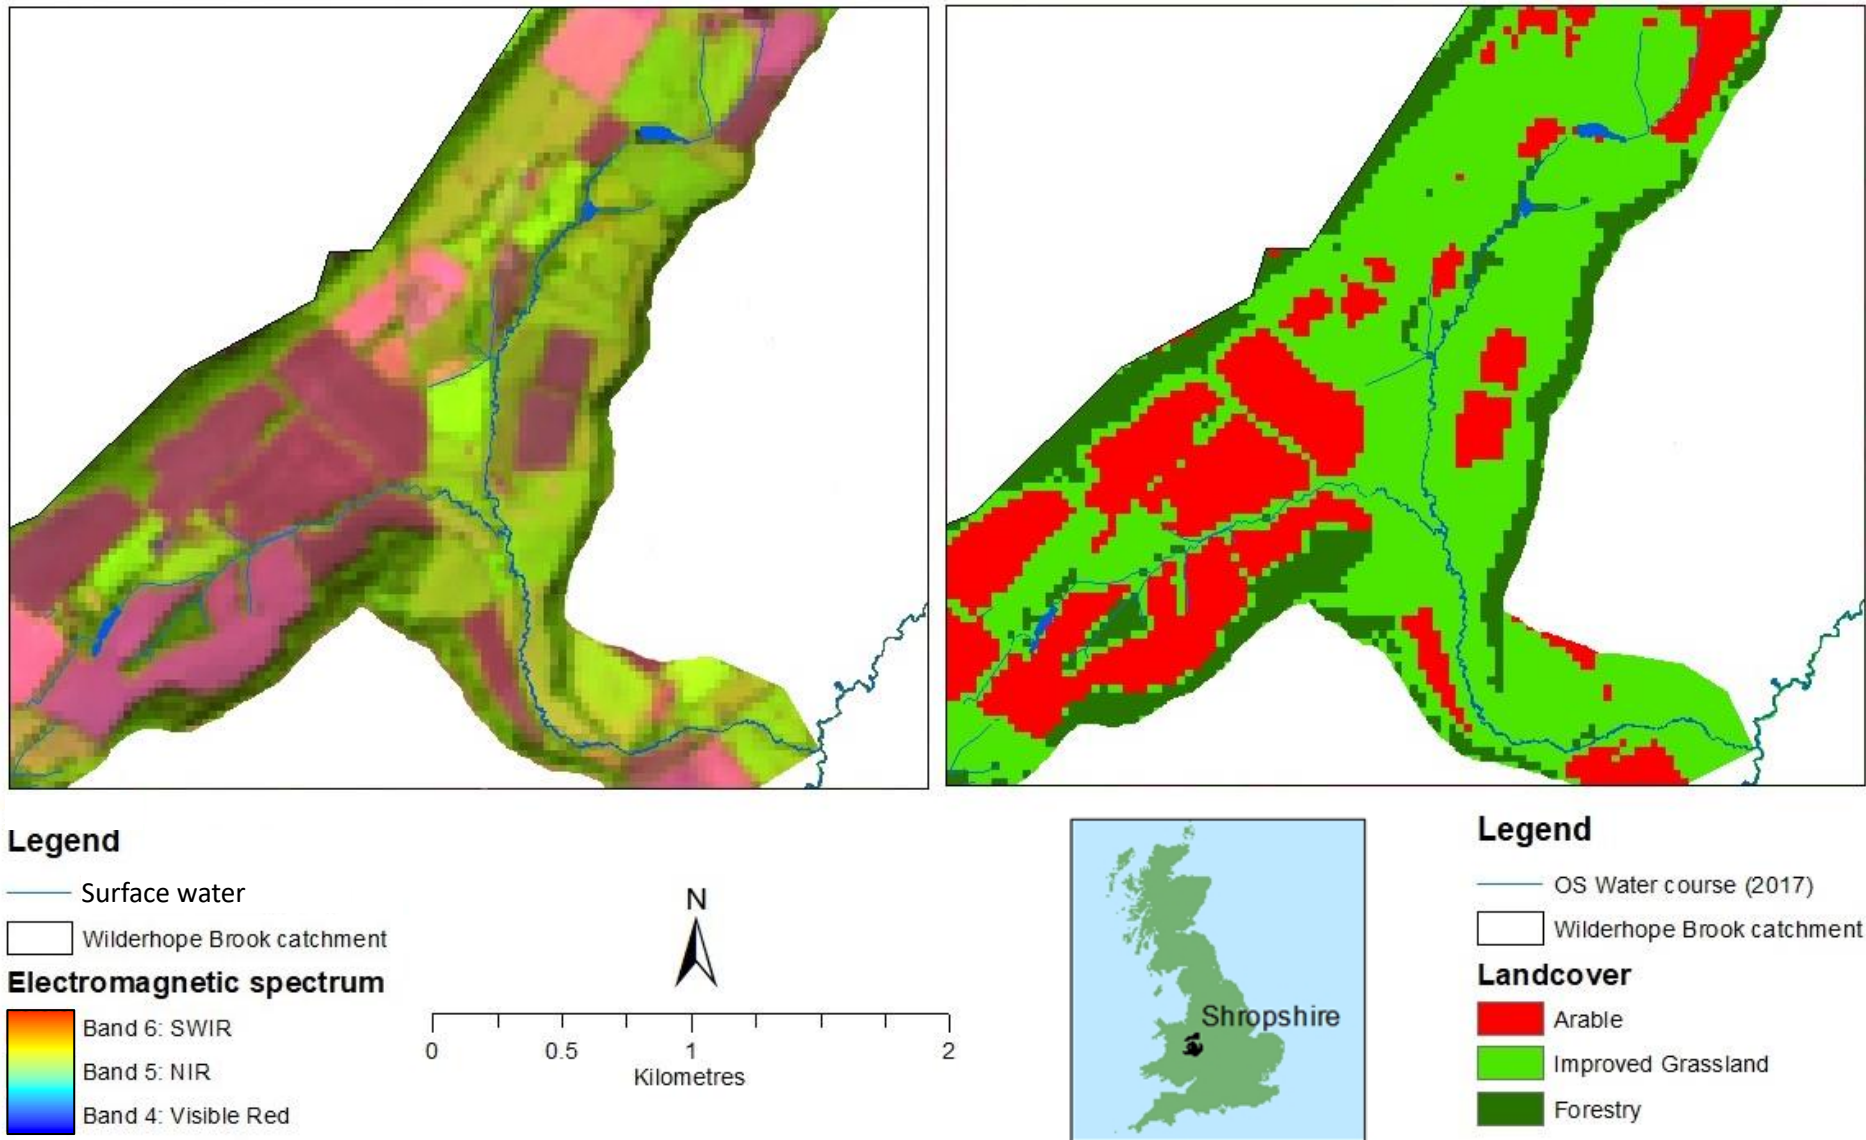 Legend
Surface water
Wilderhope Brook catchment
Electromagnetic spectrum
Band 6: SWIR
Band 5: NIR
Band 4: Visible Red
N
0 0.5 1 2
Kilometres
Shropshire
Legend
OS Water course (2017)
Wilderhope Brook catchment
Landcover
Arable
Improved Grassland
Forestry